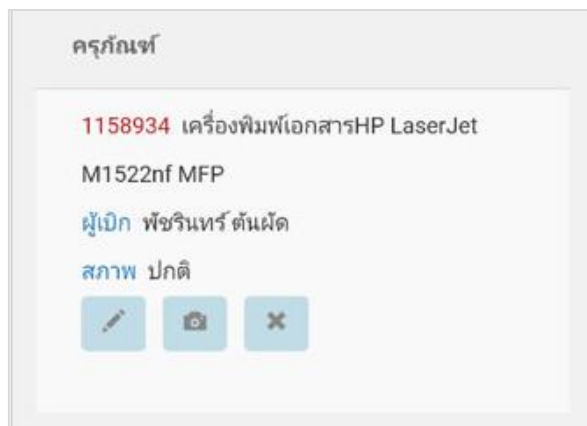 ครุภัณฑ์
1158934 เครื่องพิมพ์เอกสารHP LaserJet
M1522nf MFP
ผู้เบิก พัชรินทร์ ต้นผัด
สภาพ ปกติ